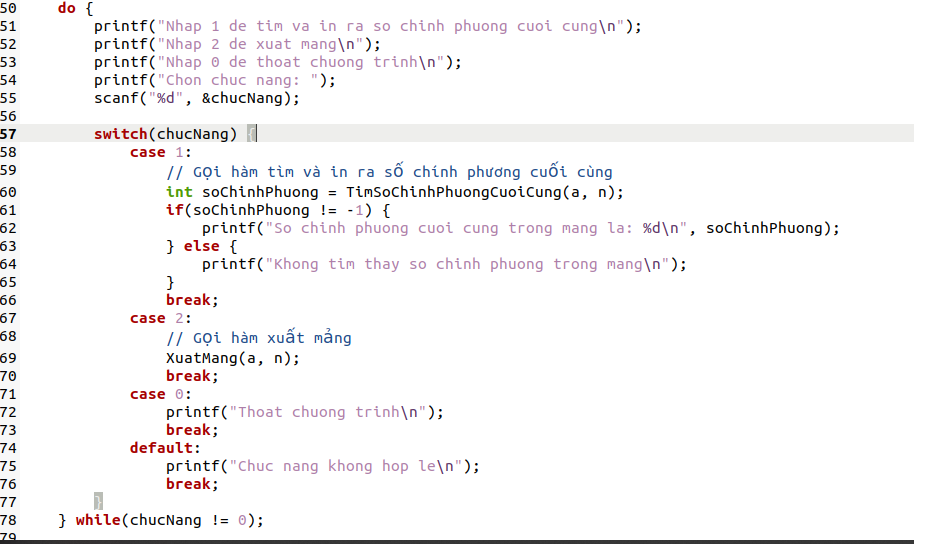 50 do {
51 printf("Nhap 1 de tim va in ra so chinh phuong cuoi cung\n");
52 printf("Nhap 2 de xuat mang\n");
53 printf("Nhap 0 de thoat chuong trinh\n");
54 printf("Chon chuc nang: ");
55 scanf("%d", &chucNang);
56
57 switch(chucNang) {
58 case 1:
59 // Gọi hàm tìm và in ra số chính phương cuối cùng
60 int soChinhPhuong = TimSoChinhPhuongCuoiCung(a, n);
61 if(soChinhPhuong != -1) {
62 printf("So chinh phuong cuoi cung trong mang la: %d\n", soChinhPhuong);
63 } else {
64 printf("Khong tim thay so chinh phuong trong mang\n");
65 }
66 break;
67 case 2:
68 // Gọi hàm xuất mảng
69 XuatMang(a, n);
70 break;
71 case 0:
72 printf("Thoat chuong trinh\n");
73 break;
74 default:
75 printf("Chuc nang khong hop le\n");
76 break;
77 }
78 } while(chucNang != 0);
79